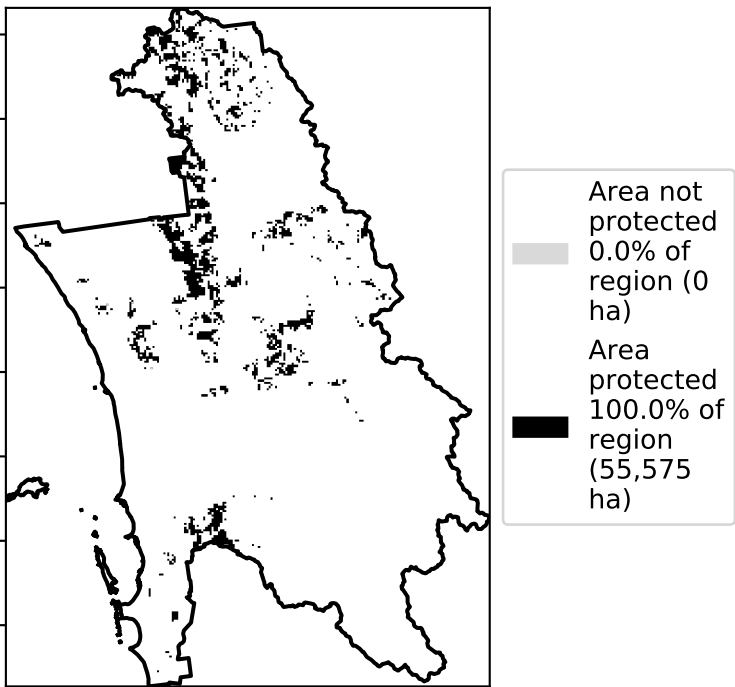 Area not
protected
0.0% of
region (0
ha)
Area
protected
100.0% of
region
(55,575
ha)